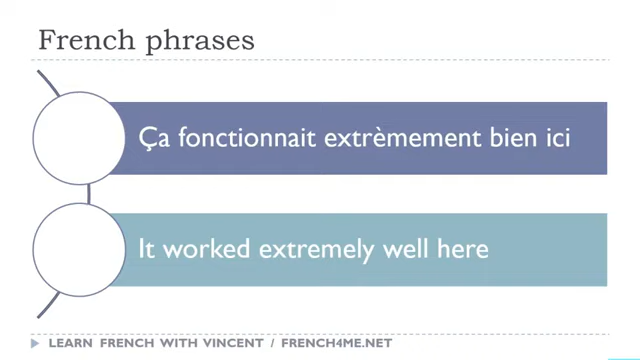 French phrases
Ça fonctionnait extrèmement bien ici
It worked extremely well here
LEARN FRENCH WITH VINCENT / FRENCH4ME.NET